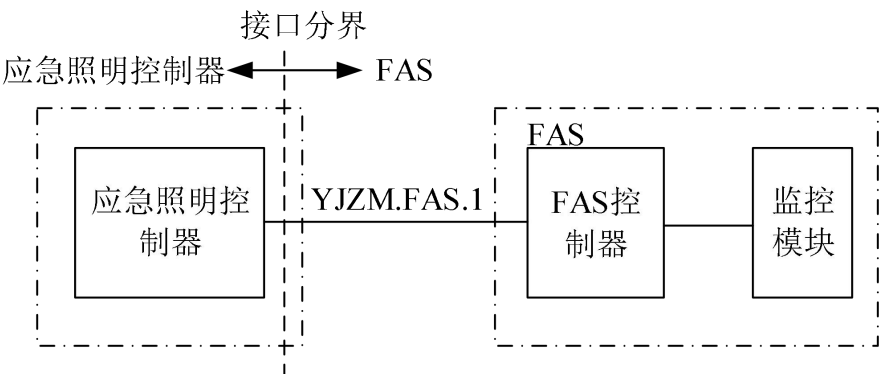 接口分界
应急照明控制器
FAS
FAS
应急照明控
制器
YJZM.FAS.1
FAS控
制器
监控
模块